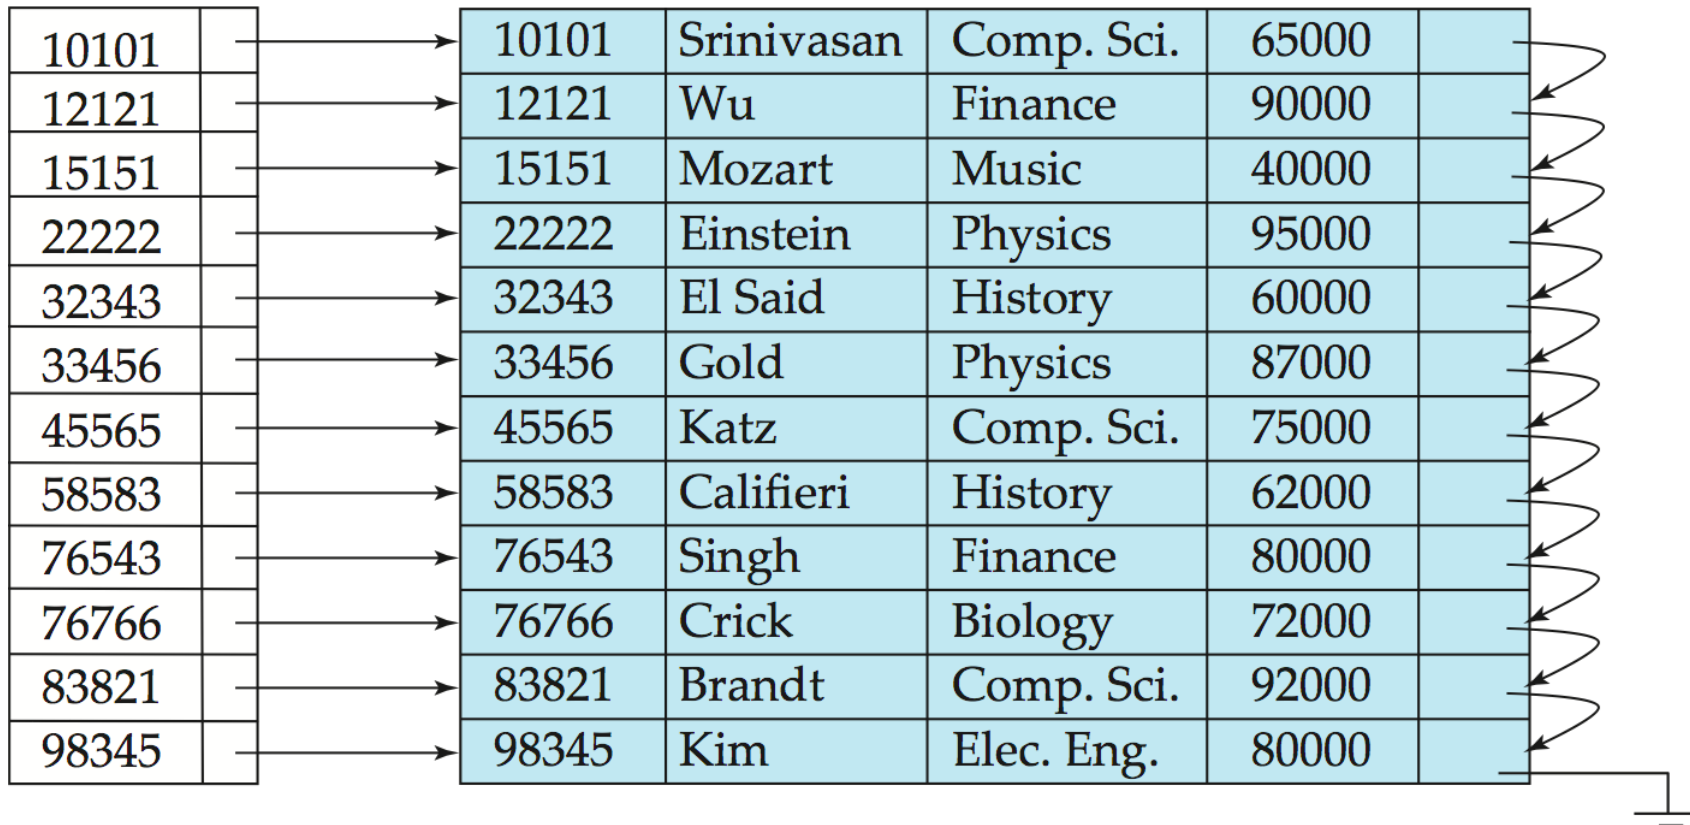 10101 10101 Srinivasan Comp. Sci. 65000
12121 12121 Wu Finance 90000
15151 15151 Mozart Music 40000
22222 22222 Einstein Physics 95000
32343 32343 El Said History 60000
33456 33456 Gold Physics 87000
45565 45565 Katz Comp. Sci. 75000
58583 58583 Califieri History 62000
76543 76543 Singh Finance 80000
76766 76766 Crick Biology 72000
83821 83821 Brandt Comp. Sci. 92000
98345 98345 Kim Elec. Eng. 80000